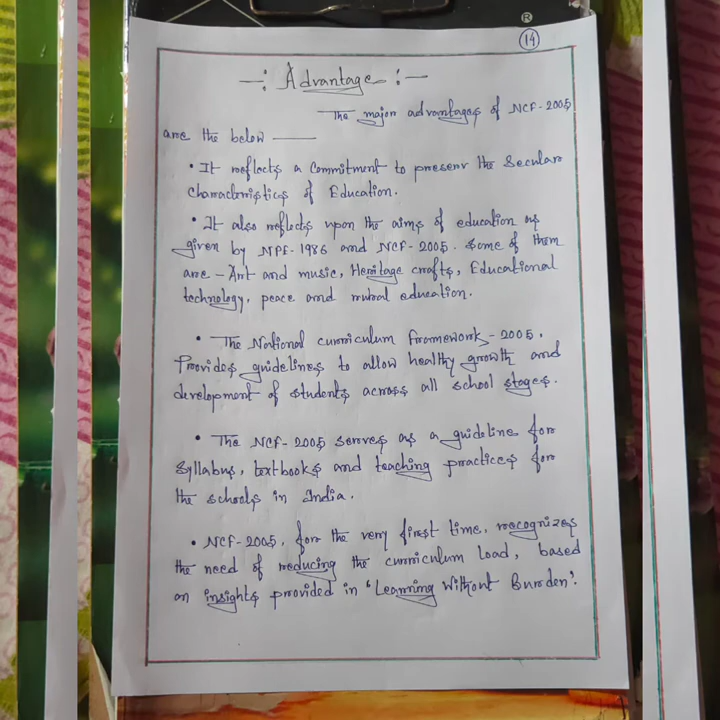 ®
14
—: Advantage :—
The major advantages of NCF-2005
are the below ——
• It reflects a commitment to preserv the Secular
characteristics of Education.
• It also reflects upon the aims of education as
given by NPE-1986 and NCF-2005. Some of them
are - Art and music, Heritage crafts, Educational
technology, peace and rural education.
• The National curriculum framework-2005.
Provides guidelines to allow healthy growth and
development of students across all school stages.
• The NCF-2005 serves as a guideline for
Syllabus, textbooks and teaching practices for
the schools in India.
• NCF-2005, for the very first time, recognizes
the need of reducing the curriculum load, based
on insights provided in 'Learning Without Burden'.